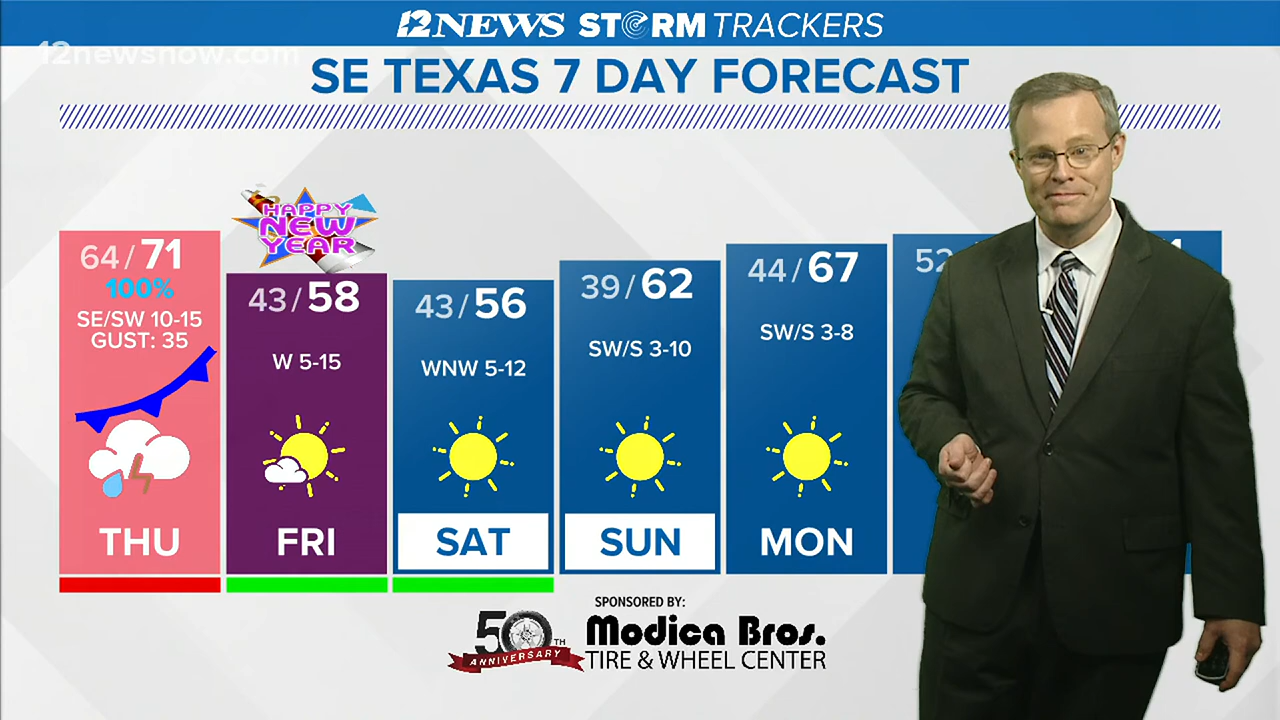 12NEWS STORM TRACKERS
12newsnow.com
SE TEXAS 7 DAY FORECAST
HAPPY
NEW
YEAR
64/71
100%
SE/SW 10-15
GUST: 35
THU
43/58
W 5-15
FRI
43/56
WNW 5-12
SAT
39/62
SW/S 3-10
SUN
44/67
SW/S 3-8
MON
52
SPONSORED BY:
50TH
ANNIVERSARY
Modica Bros.
TIRE & WHEEL CENTER